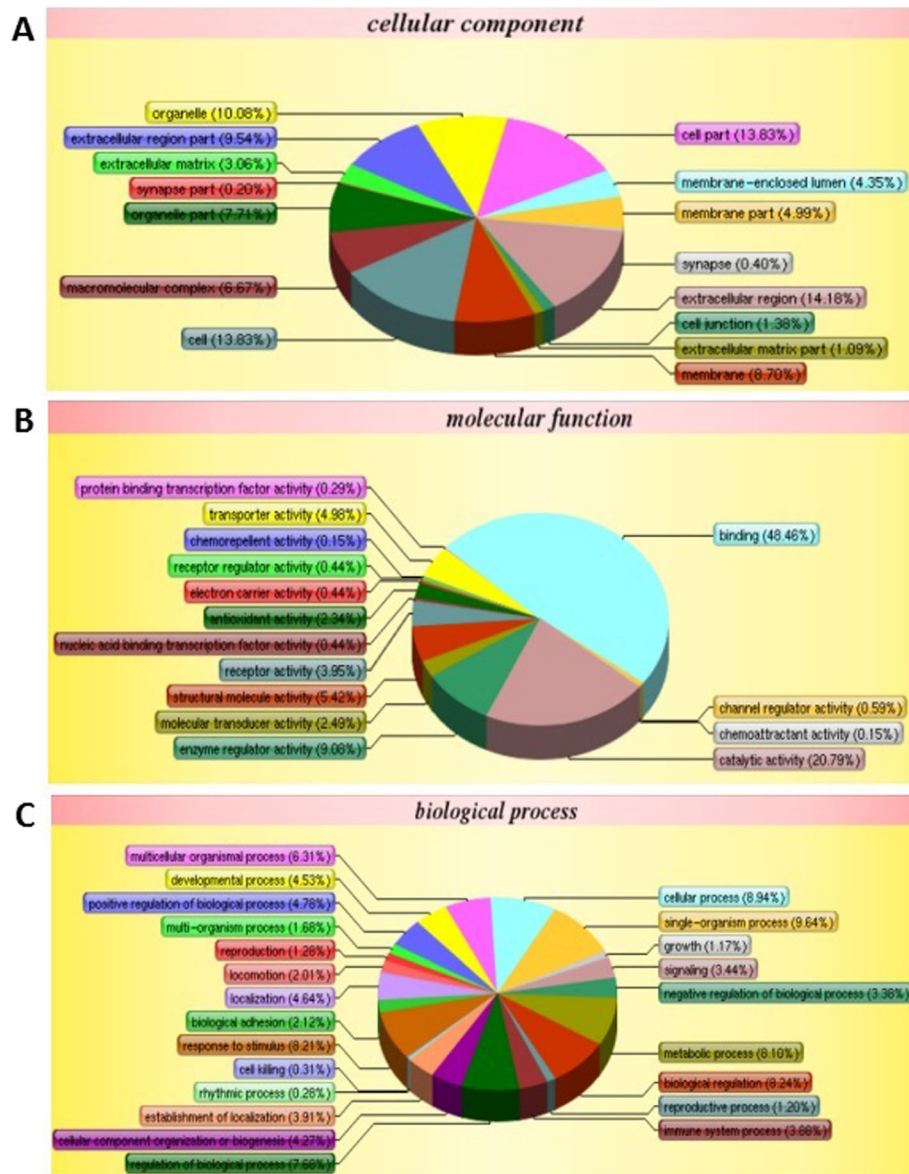 A
cellular component
organelle (10.08%)
extracellular region part (9.54%)
extracellular matrix (3.06%)
synapse part (0.20%)
organelle part (7.71%)
macromolecular complex (6.67%)
cell (13.83%)
cell part (13.83%)
membrane-enclosed lumen (4.35%)
membrane part (4.99%)
synapse (0.40%)
extracellular region (14.18%)
cell junction (1.38%)
extracellular matrix part (1.09%)
membrane (8.70%)
B
molecular function
protein binding transcription factor activity (0.29%)
transporter activity (4.98%)
chemorepellent activity (0.15%)
receptor regulator activity (0.44%)
electron carrier activity (0.44%)
antioxidant activity (2.34%)
nucleic acid binding transcription factor activity (0.44%)
receptor activity (3.95%)
structural molecule activity (5.42%)
molecular transducer activity (2.49%)
enzyme regulator activity (9.08%)
binding (48.46%)
channel regulator activity (0.59%)
chemoattractant activity (0.15%)
catalytic activity (20.79%)
C
biological process
multicellular organismal process (6.31%)
developmental process (4.53%)
positive regulation of biological process (4.78%)
multi-organism process (1.68%)
reproduction (1.28%)
locomotion (2.01%)
localization (4.64%)
biological adhesion (2.12%)
response to stimulus (8.21%)
cell killing (0.31%)
rhythmic process (0.28%)
establishment of localization (3.91%)
cellular component organization or biogenesis (4.27%)
regulation of biological process (7.68%)
cellular process (8.94%)
single-organism process (9.64%)
growth (1.17%)
signaling (3.44%)
negative regulation of biological process (3.38%)
metabolic process (8.10%)
biological regulation (8.24%)
reproductive process (1.20%)
immune system process (3.88%)